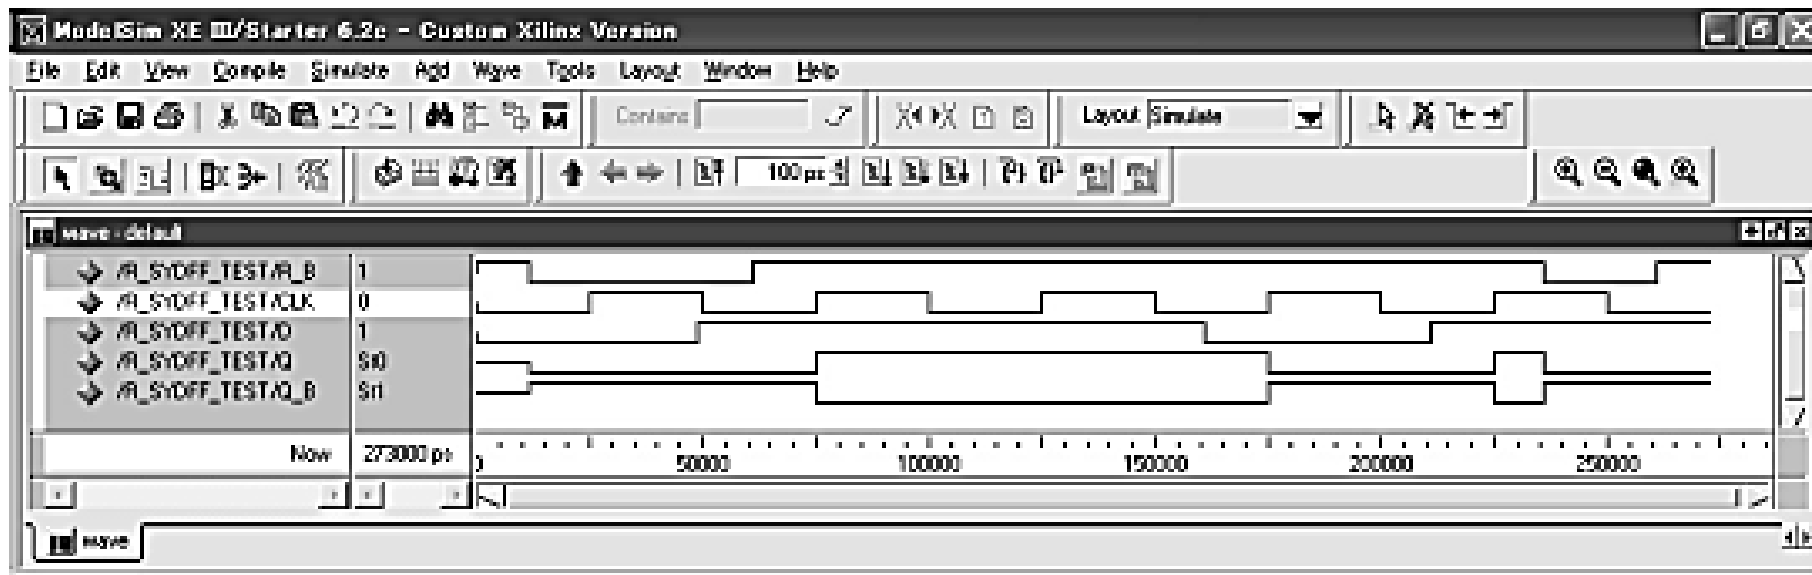 ModelSim XE III/Starter 6.2c - Custom Xilinx Version
File Edit View Compile Simulate Add Wave Tools Layout Window Help
Contains Layout Simulate
100 ps
wave - default
/R_SYDFF_TEST/R_B 1
/R_SYDFF_TEST/CLK 0
/R_SYDFF_TEST/D 1
/R_SYDFF_TEST/Q St0
/R_SYDFF_TEST/Q_B St1
Now 273000 ps 50000 100000 150000 200000 250000
wave